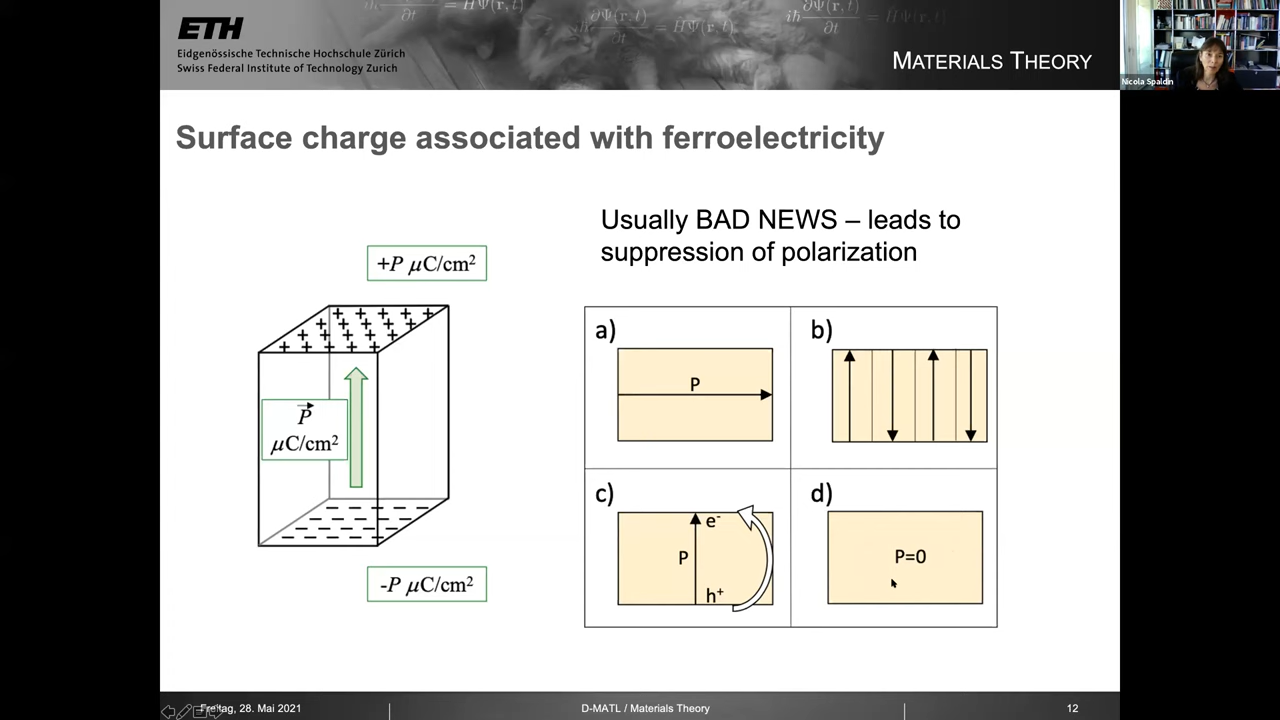 ∂Ψ(r,t)
iħ = ĤΨ(r,t)
∂t
ETH
Eidgenössische Technische Hochschule Zürich
Swiss Federal Institute of Technology Zurich
MATERIALS THEORY
Nicola Spaldin
Surface charge associated with ferroelectricity
Usually BAD NEWS – leads to
suppression of polarization
+P μC/cm²
P
μC/cm²
-P μC/cm²
a)
P
b)
c)
e⁻
P
h⁺
d)
P=0
Freitag, 28. Mai 2021
D-MATL / Materials Theory
12